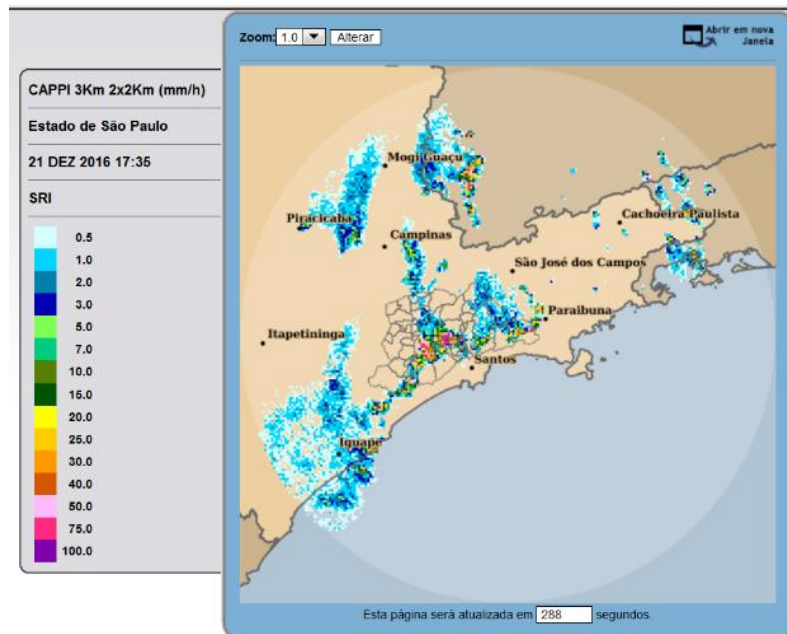 Zoom: 1.0 Alterar
Abrir em nova
Janela
CAPPI 3Km 2x2Km (mm/h)
Estado de São Paulo
21 DEZ 2016 17:35
SRI
0.5
1.0
2.0
3.0
5.0
7.0
10.0
15.0
20.0
25.0
30.0
40.0
50.0
75.0
100.0
Mogi Guaçu
Piracicaba
Cachoeira Paulista
Campinas
São José dos Campos
Paraibuna
Itapetininga
Santos
Iguape
Esta página será atualizada em 288 segundos.